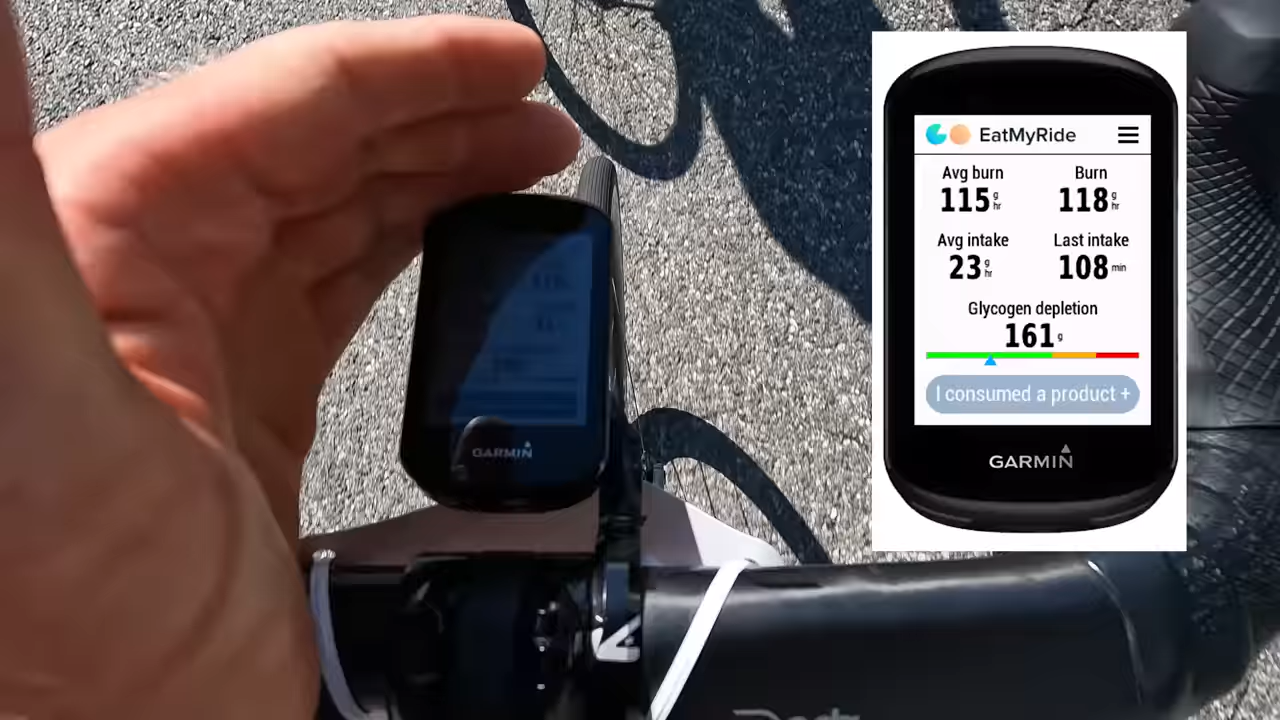 EatMyRide
Avg burn Burn
115 g/hr 118 g/hr
Avg intake Last intake
23 g/hr 108 min
Glycogen depletion
161 g
I consumed a product +
GARMIN
GARMIN